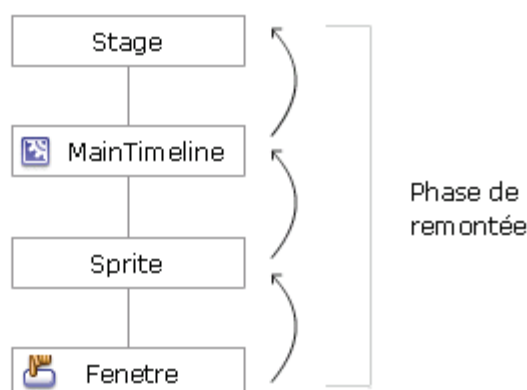 Stage
MainTimeline
Phase de
remontée
Sprite
Fenetre